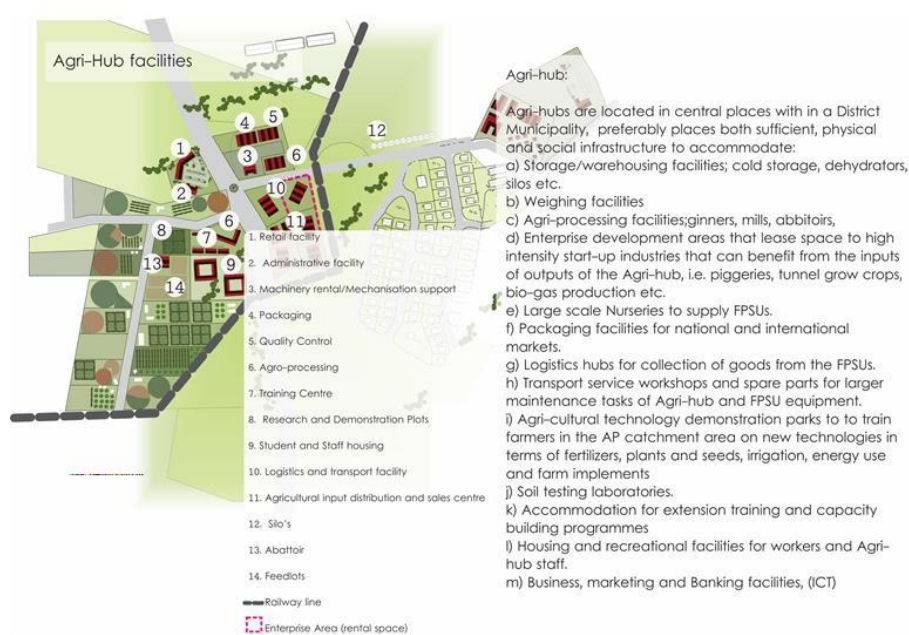 Agri-Hub facilities
1
2
3
4
5
6
10
11
12
6
7
8
9
13
14
1. Retail facility
2. Administrative facility
3. Machinery rental/Mechanisation support
4. Packaging
5. Quality Control
6. Agro-processing
7. Training Centre
8. Research and Demonstration Plots
9. Student and Staff housing
10. Logistics and transport facility
11. Agricultural input distribution and sales centre
12. Silo's
13. Abattoir
14. Feedlots
Railway line
Enterprise Area (rental space)
Agri-hub:
Agri-hubs are located in central places with in a District
Municipality, preferably places both sufficient, physical
and social infrastructure to accommodate:
a) Storage/warehousing facilities; cold storage, dehydrators,
silos etc.
b) Weighing facilities
c) Agri-processing facilities;ginners, mills, abbitoirs,
d) Enterprise development areas that lease space to high
intensity start-up industries that can benefit from the inputs
of outputs of the Agri-hub, i.e. piggeries, tunnel grow crops,
bio-gas production etc.
e) Large scale Nurseries to supply FPSUs.
f) Packaging facilities for national and international
markets.
g) Logistics hubs for collection of goods from the FPSUs.
h) Transport service workshops and spare parts for larger
maintenance tasks of Agri-hub and FPSU equipment.
i) Agri-cultural technology demonstration parks to to train
farmers in the AP catchment area on new technologies in
terms of fertilizers, plants and seeds, irrigation, energy use
and farm implements
j) Soil testing laboratories.
k) Accommodation for extension training and capacity
building programmes
l) Housing and recreational facilities for workers and Agri-
hub staff.
m) Business, marketing and Banking facilities, (ICT)